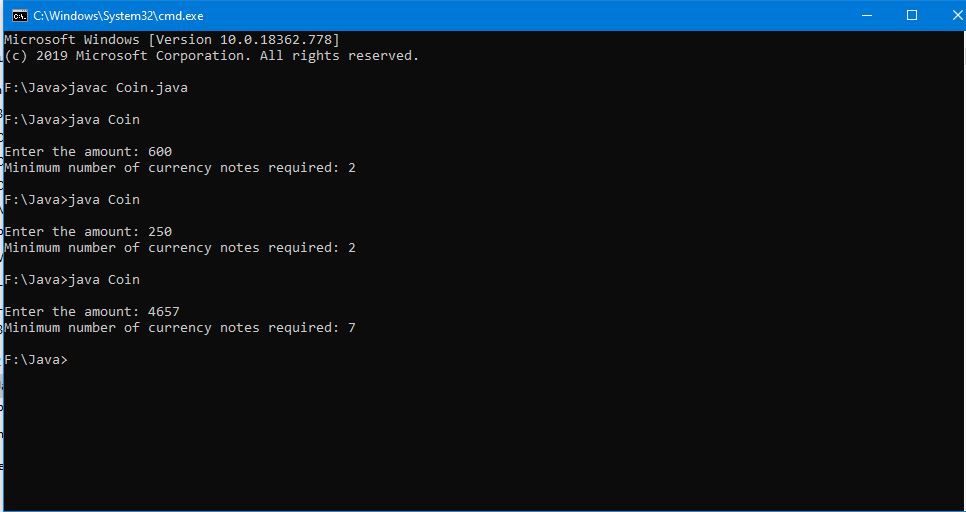 C:\Windows\System32\cmd.exe
Microsoft Windows [Version 10.0.18362.778]
(c) 2019 Microsoft Corporation. All rights reserved.
F:\Java>javac Coin.java
F:\Java>java Coin
Enter the amount: 600
Minimum number of currency notes required: 2
F:\Java>java Coin
Enter the amount: 250
Minimum number of currency notes required: 2
F:\Java>java Coin
Enter the amount: 4657
Minimum number of currency notes required: 7
F:\Java>